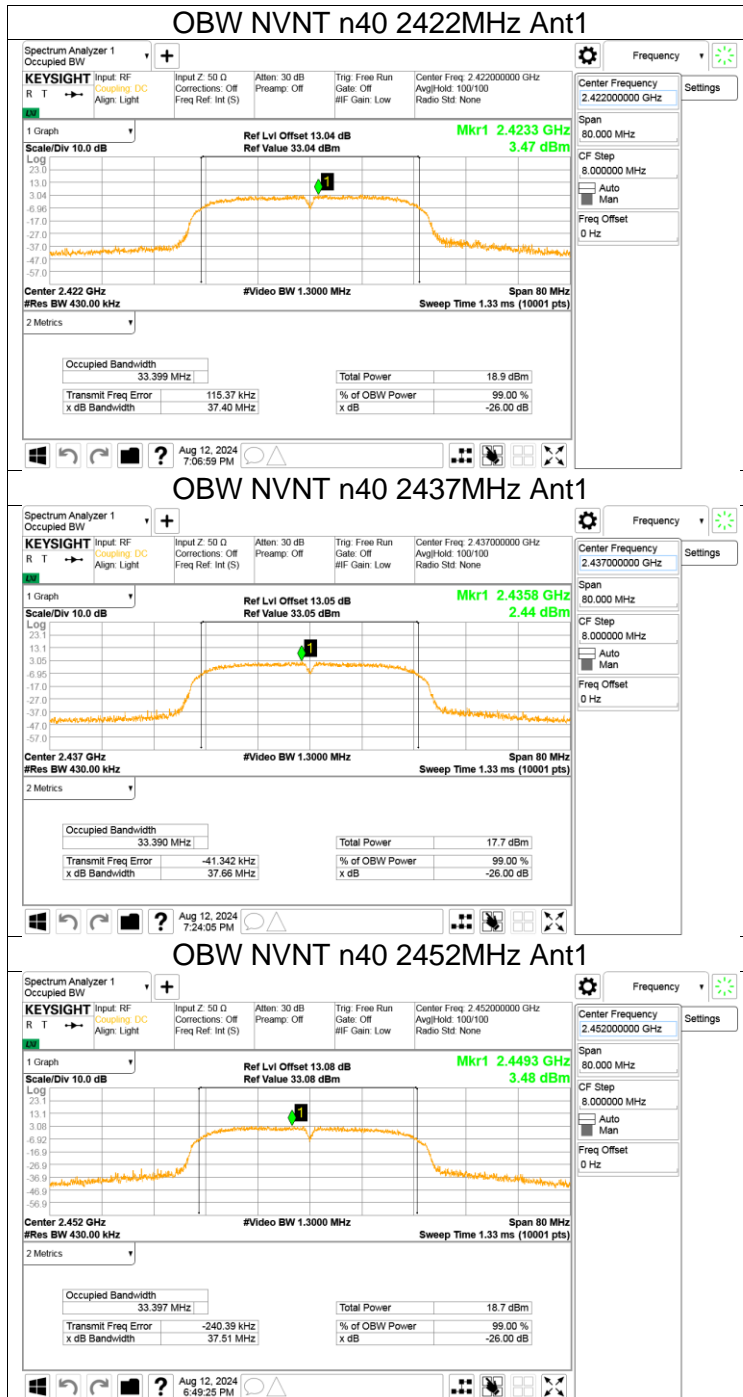 OBW NVNT n40 2422MHz Ant1
Spectrum Analyzer 1
Occupied BW
+
Frequency
KEYSIGHT
R T
Input: RF
Coupling: DC
Align: Light
Input Z: 50 Ω
Corrections: Off
Freq Ref: Int (S)
Atten: 30 dB
Preamp: Off
Trig: Free Run
Gate: Off
#IF Gain: Low
Center Freq: 2.422000000 GHz
Avg|Hold: 100/100
Radio Std: None
Center Frequency
2.422000000 GHz
Settings
Span
80.000 MHz
CF Step
8.000000 MHz
Auto
Man
Freq Offset
0 Hz
1 Graph
Scale/Div 10.0 dB
Ref Lvl Offset 13.04 dB
Ref Value 33.04 dBm
Mkr1 2.4233 GHz
3.47 dBm
Log
23.0
13.0
3.04
-6.96
-17.0
-27.0
-37.0
-47.0
-57.0
1
Center 2.422 GHz
#Res BW 430.00 kHz
#Video BW 1.3000 MHz
Span 80 MHz
Sweep Time 1.33 ms (10001 pts)
2 Metrics
Occupied Bandwidth
33.399 MHz
Transmit Freq Error 115.37 kHz
x dB Bandwidth 37.40 MHz
Total Power 18.9 dBm
% of OBW Power 99.00 %
x dB -26.00 dB
?
Aug 12, 2024
7:06:59 PM
OBW NVNT n40 2437MHz Ant1
Spectrum Analyzer 1
Occupied BW
+
Frequency
KEYSIGHT
R T
Input: RF
Coupling: DC
Align: Light
Input Z: 50 Ω
Corrections: Off
Freq Ref: Int (S)
Atten: 30 dB
Preamp: Off
Trig: Free Run
Gate: Off
#IF Gain: Low
Center Freq: 2.437000000 GHz
Avg|Hold: 100/100
Radio Std: None
Center Frequency
2.437000000 GHz
Settings
Span
80.000 MHz
CF Step
8.000000 MHz
Auto
Man
Freq Offset
0 Hz
1 Graph
Scale/Div 10.0 dB
Ref Lvl Offset 13.05 dB
Ref Value 33.05 dBm
Mkr1 2.4358 GHz
2.44 dBm
Log
23.1
13.1
3.05
-6.95
-17.0
-27.0
-37.0
-47.0
-57.0
1
Center 2.437 GHz
#Res BW 430.00 kHz
#Video BW 1.3000 MHz
Span 80 MHz
Sweep Time 1.33 ms (10001 pts)
2 Metrics
Occupied Bandwidth
33.390 MHz
Transmit Freq Error -41.342 kHz
x dB Bandwidth 37.66 MHz
Total Power 17.7 dBm
% of OBW Power 99.00 %
x dB -26.00 dB
?
Aug 12, 2024
7:24:05 PM
OBW NVNT n40 2452MHz Ant1
Spectrum Analyzer 1
Occupied BW
+
Frequency
KEYSIGHT
R T
Input: RF
Coupling: DC
Align: Light
Input Z: 50 Ω
Corrections: Off
Freq Ref: Int (S)
Atten: 30 dB
Preamp: Off
Trig: Free Run
Gate: Off
#IF Gain: Low
Center Freq: 2.452000000 GHz
Avg|Hold: 100/100
Radio Std: None
Center Frequency
2.452000000 GHz
Settings
Span
80.000 MHz
CF Step
8.000000 MHz
Auto
Man
Freq Offset
0 Hz
1 Graph
Scale/Div 10.0 dB
Ref Lvl Offset 13.08 dB
Ref Value 33.08 dBm
Mkr1 2.4493 GHz
3.48 dBm
Log
23.1
13.1
3.08
-6.92
-16.9
-26.9
-36.9
-46.9
-56.9
1
Center 2.452 GHz
#Res BW 430.00 kHz
#Video BW 1.3000 MHz
Span 80 MHz
Sweep Time 1.33 ms (10001 pts)
2 Metrics
Occupied Bandwidth
33.397 MHz
Transmit Freq Error -240.39 kHz
x dB Bandwidth 37.51 MHz
Total Power 18.7 dBm
% of OBW Power 99.00 %
x dB -26.00 dB
?
Aug 12, 2024
6:49:25 PM